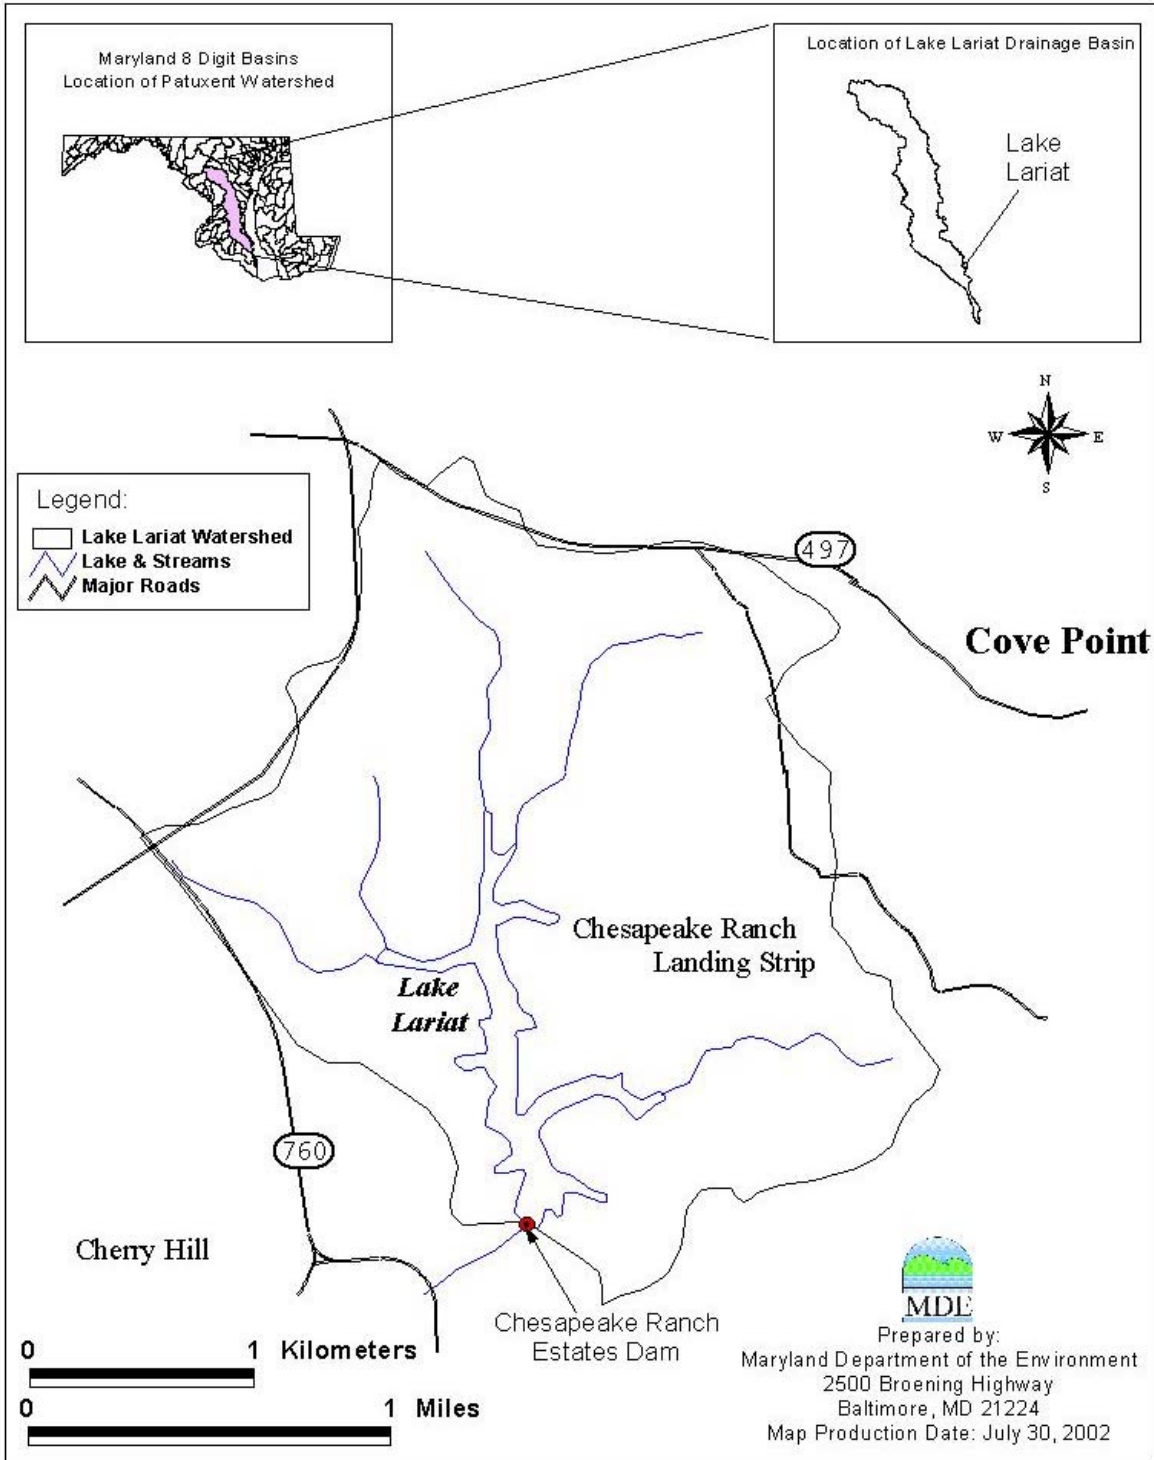 Maryland 8 Digit Basins
Location of Patuxent Watershed
Location of Lake Lariat Drainage Basin
Lake
Lariat
N
W
E
S
Legend:
Lake Lariat Watershed
Lake & Streams
Major Roads
497
Cove Point
Chesapeake Ranch
Landing Strip
Lake
Lariat
760
Cherry Hill
Chesapeake Ranch
Estates Dam
0 1 Kilometers
0 1 Miles
MDE
Prepared by:
Maryland Department of the Environment
2500 Broening Highway
Baltimore, MD 21224
Map Production Date: July 30, 2002